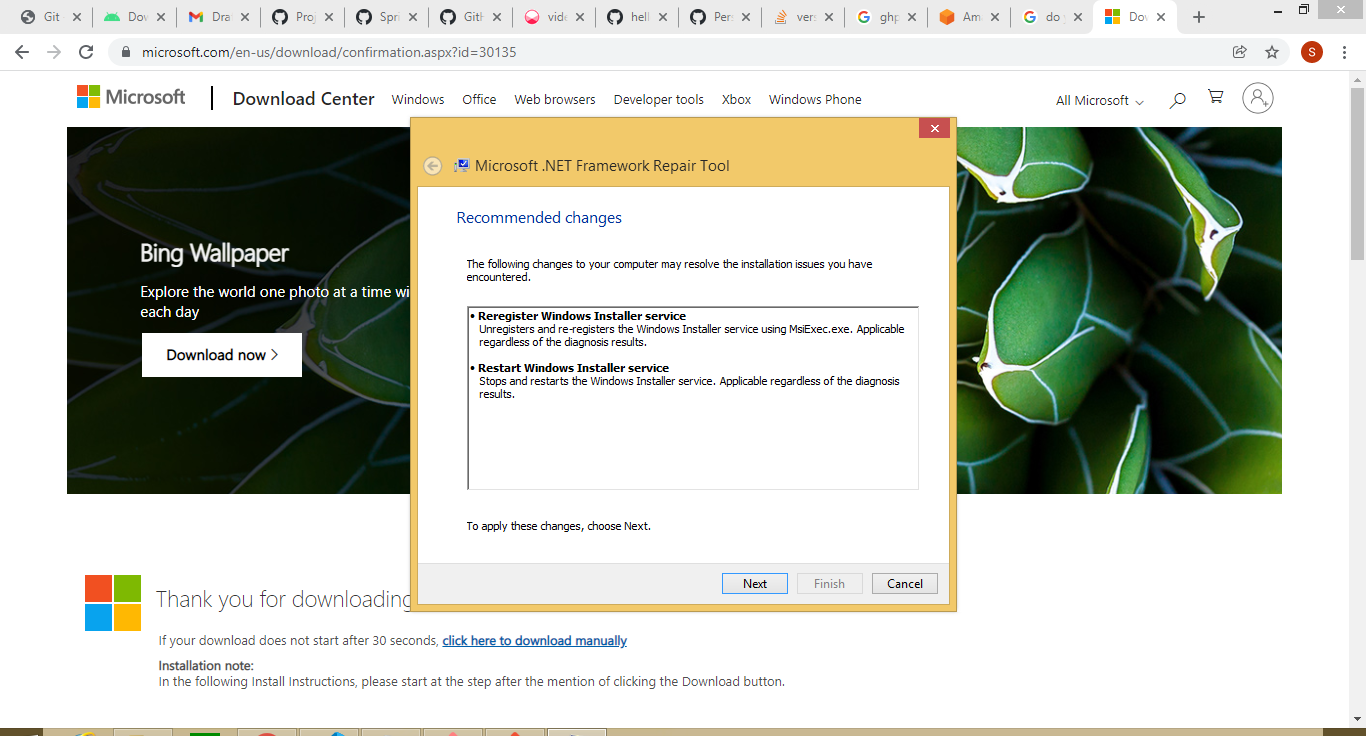 Git
Dow
Dra
Pro
Spri
Gith
vide
hell
Per
vers
ghp
Am
do y
Dov
microsoft.com/en-us/download/confirmation.aspx?id=30135
S
Microsoft
Download Center
Windows
Office
Web browsers
Developer tools
Xbox
Windows Phone
All Microsoft
Bing Wallpaper
Explore the world one photo at a time wi
each day
Download now
Microsoft .NET Framework Repair Tool
Recommended changes
The following changes to your computer may resolve the installation issues you have
encountered.
• Reregister Windows Installer service
Unregisters and re-registers the Windows Installer service using MsiExec.exe. Applicable
regardless of the diagnosis results.
• Restart Windows Installer service
Stops and restarts the Windows Installer service. Applicable regardless of the diagnosis
results.
To apply these changes, choose Next.
Next
Finish
Cancel
Thank you for downloading
If your download does not start after 30 seconds, click here to download manually
Installation note:
In the following Install Instructions, please start at the step after the mention of clicking the Download button.